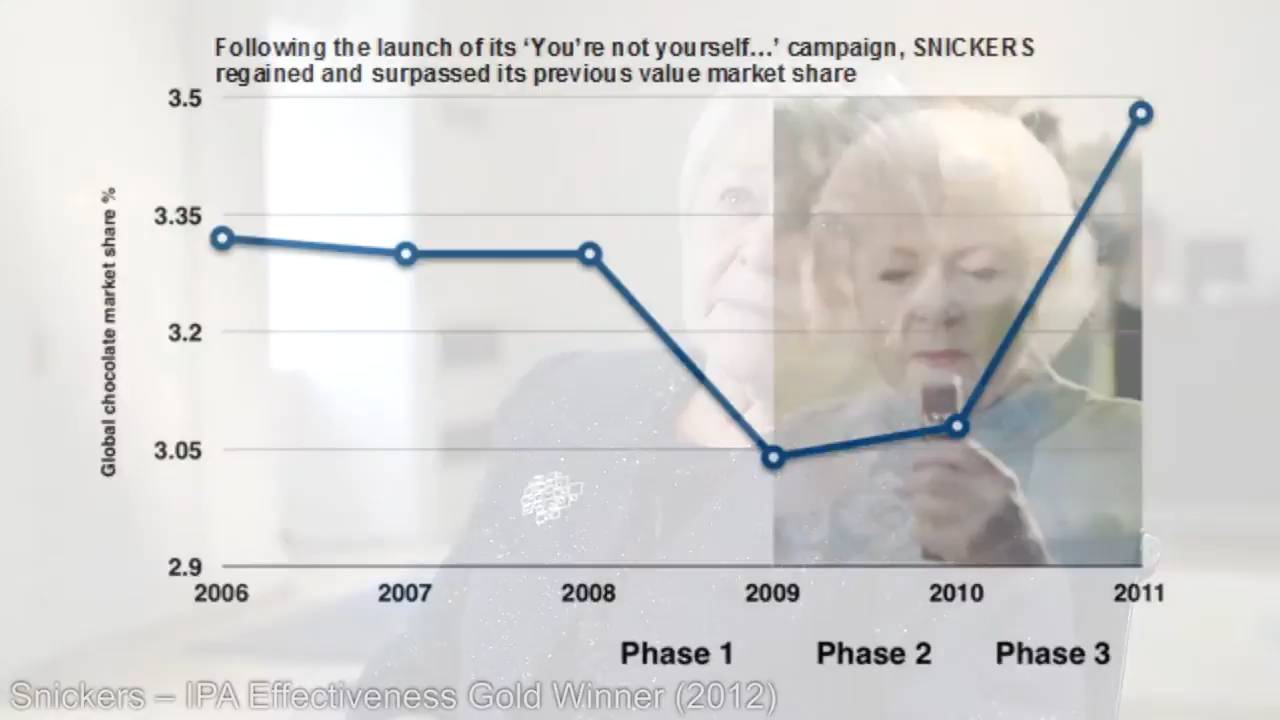 Following the launch of its ‘You’re not yourself...’ campaign, SNICKERS
regained and surpassed its previous value market share
3.5
3.35
3.2
3.05
2.9
Global chocolate market share %
2006 2007 2008 2009 2010 2011
Phase 1 Phase 2 Phase 3
Snickers – IPA Effectiveness Gold Winner (2012)